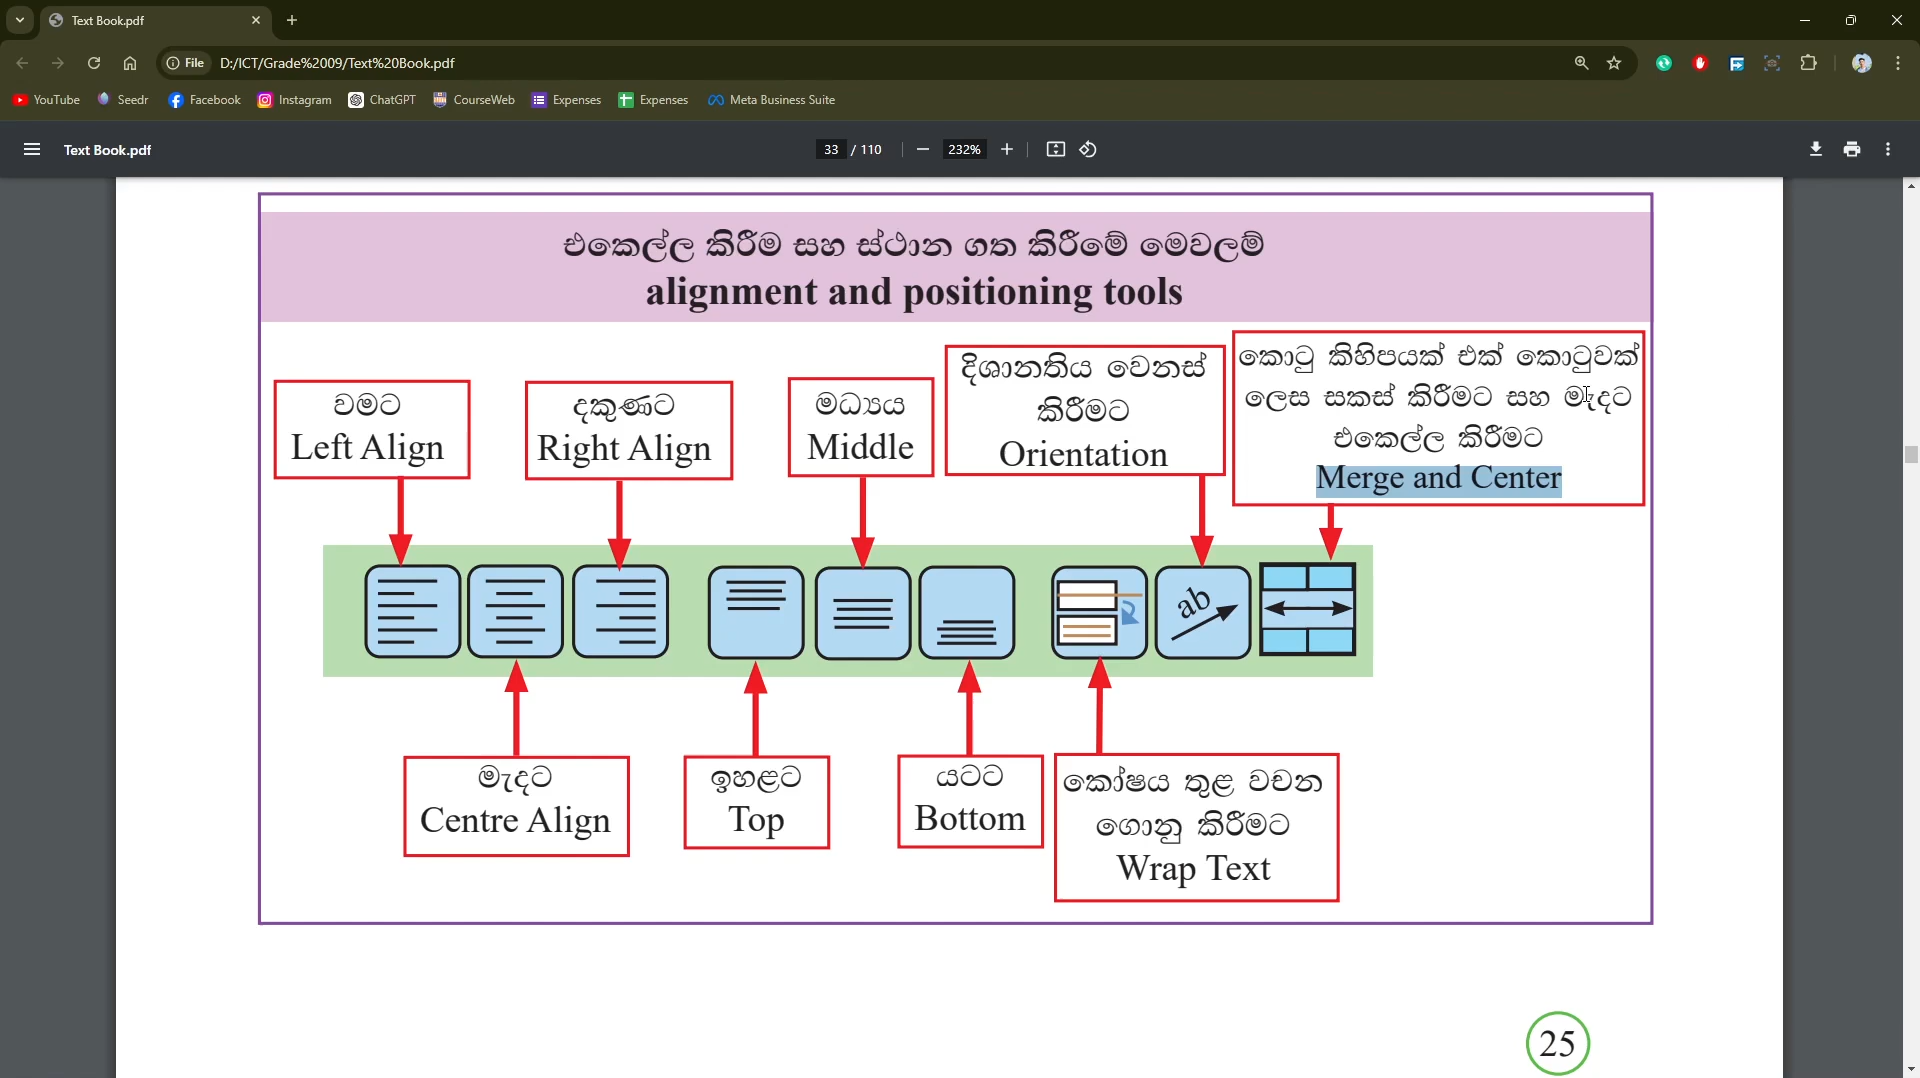 Text Book.pdf
File
D:/ICT/Grade%2009/Text%20Book.pdf
YouTube
Seedr
Facebook
Instagram
ChatGPT
CourseWeb
Expenses
Expenses
Meta Business Suite
Text Book.pdf
33 / 110
232%
එකෙල්ල කිරීම සහ ස්ථාන ගත කිරීමේ මෙවලම්
alignment and positioning tools
වමට
Left Align
දකුණට
Right Align
මධ්‍යය
Middle
දිශානතිය වෙනස්
කිරීමට
Orientation
කොටු කිහිපයක් එක් කොටුවක්
ලෙස සකස් කිරීමට සහ මැදට
එකෙල්ල කිරීමට
Merge and Center
ab
මැදට
Centre Align
ඉහළට
Top
යටට
Bottom
කෝෂය තුළ වචන
ගොනු කිරීමට
Wrap Text
25